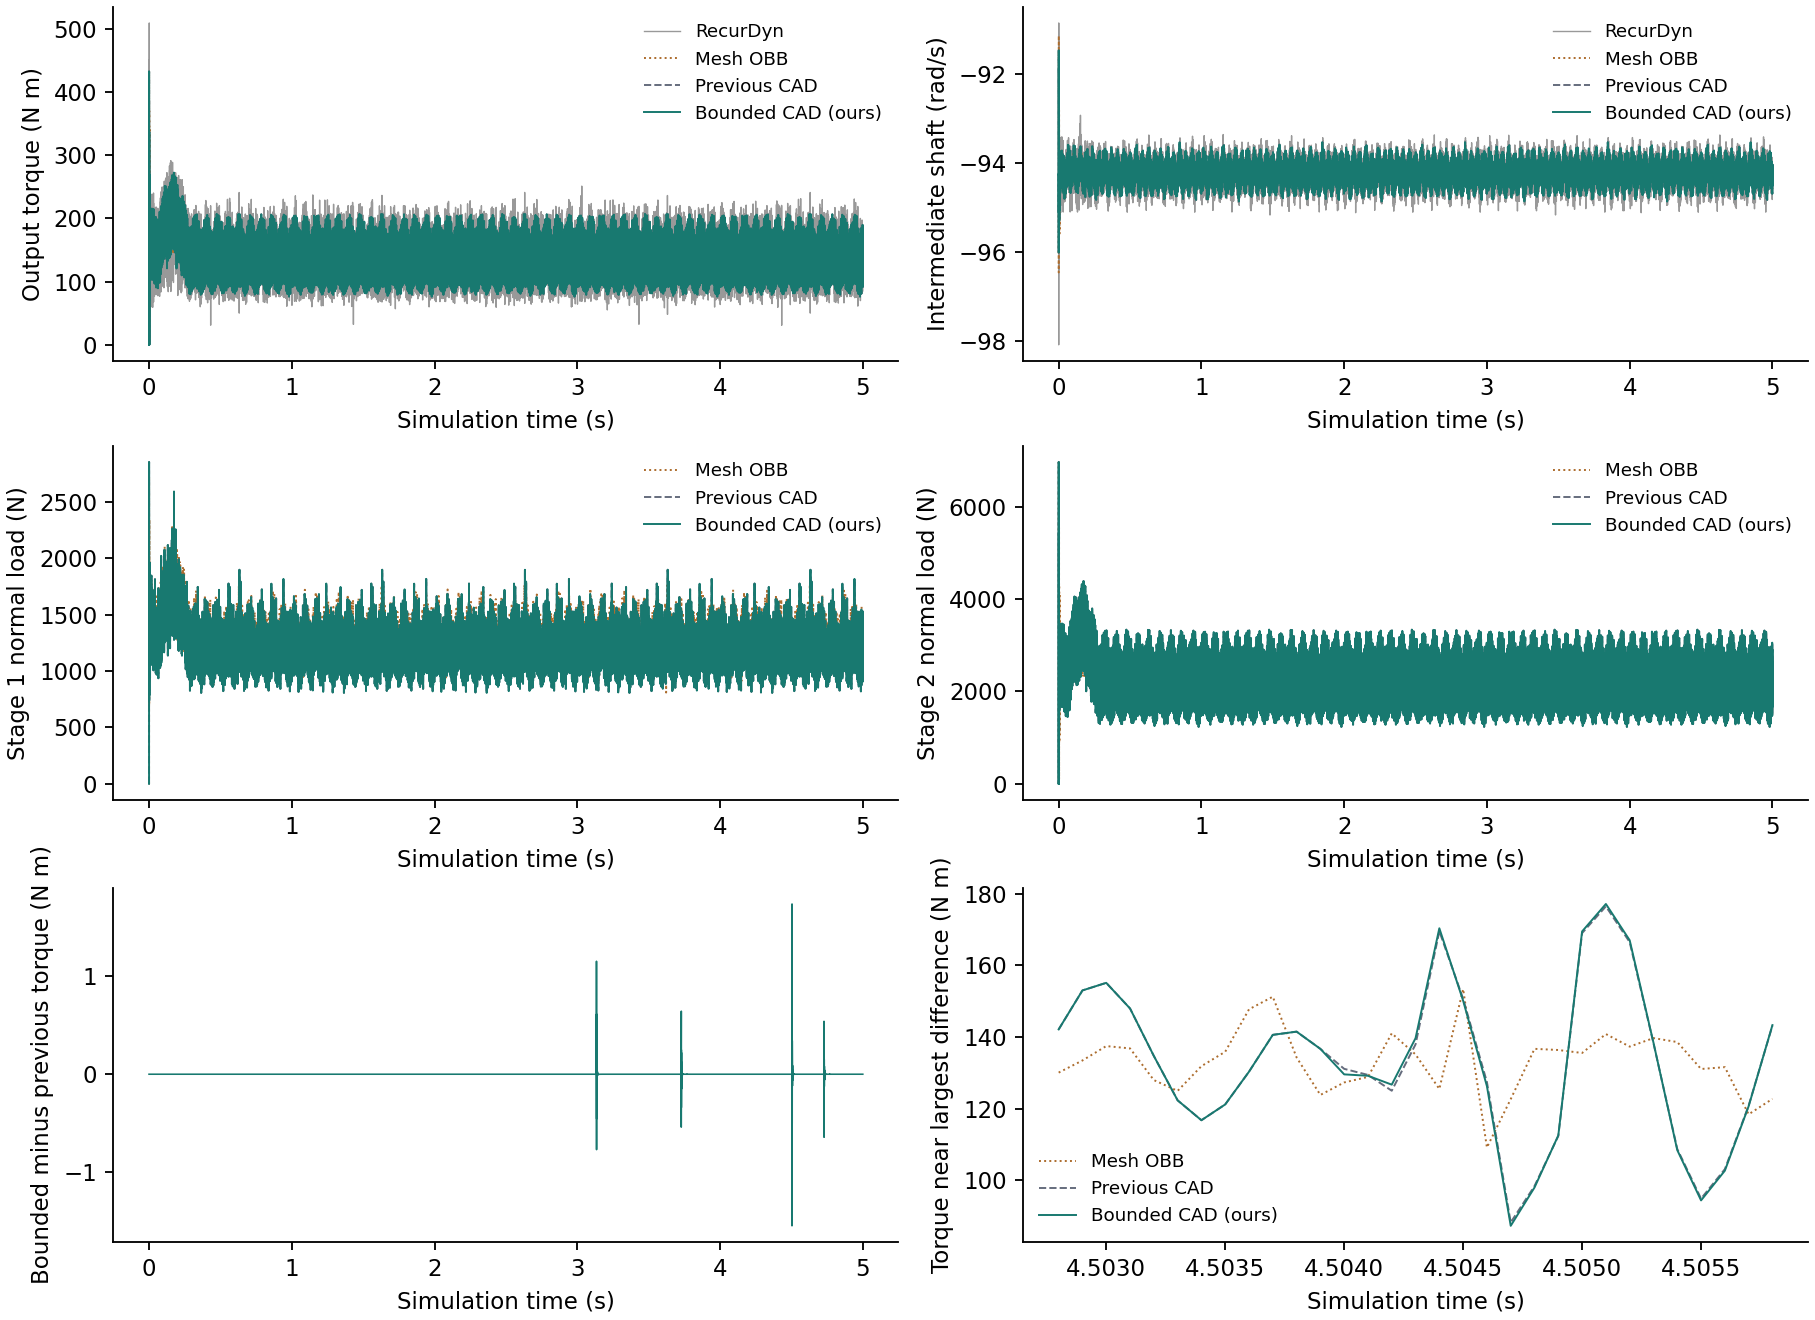 Output torque (N m)
500
400
300
200
100
0
RecurDyn
Mesh OBB
Previous CAD
Bounded CAD (ours)
0 1 2 3 4 5
Simulation time (s)
Intermediate shaft (rad/s)
−92
−94
−96
−98
RecurDyn
Mesh OBB
Previous CAD
Bounded CAD (ours)
0 1 2 3 4 5
Simulation time (s)
Stage 1 normal load (N)
2500
2000
1500
1000
500
0
Mesh OBB
Previous CAD
Bounded CAD (ours)
0 1 2 3 4 5
Simulation time (s)
Stage 2 normal load (N)
6000
4000
2000
0
Mesh OBB
Previous CAD
Bounded CAD (ours)
0 1 2 3 4 5
Simulation time (s)
Bounded minus previous torque (N m)
1
0
−1
0 1 2 3 4 5
Simulation time (s)
Torque near largest difference (N m)
180
160
140
120
100
Mesh OBB
Previous CAD
Bounded CAD (ours)
4.5030 4.5035 4.5040 4.5045 4.5050 4.5055
Simulation time (s)